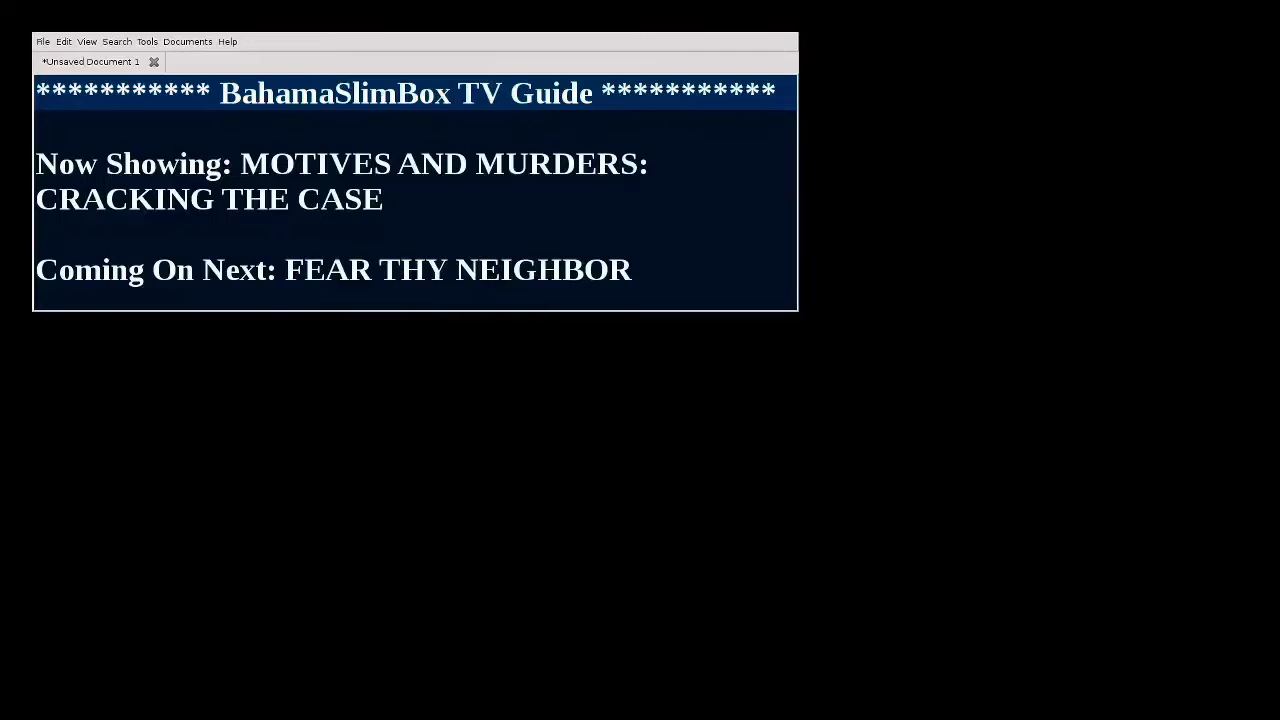 File Edit View Search Tools Documents Help
*Unsaved Document 1
*********** BahamaSlimBox TV Guide ***********
Now Showing: MOTIVES AND MURDERS:
CRACKING THE CASE
Coming On Next: FEAR THY NEIGHBOR